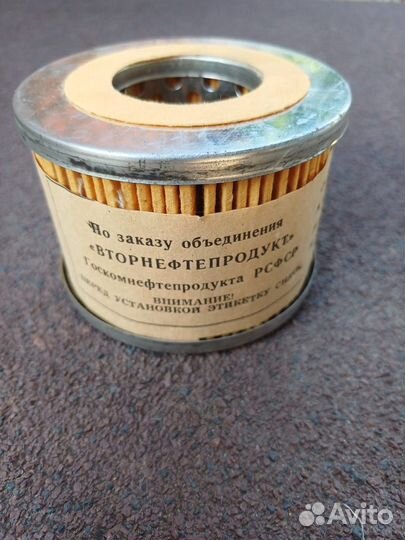 По заказу объединения
«ВТОРНЕФТЕПРОДУКТ»
Госкомнефтепродукта РСФСР
ВНИМАНИЕ!
ПЕРЕД УСТАНОВКОЙ ЭТИКЕТКУ СНЯТЬ
Avito